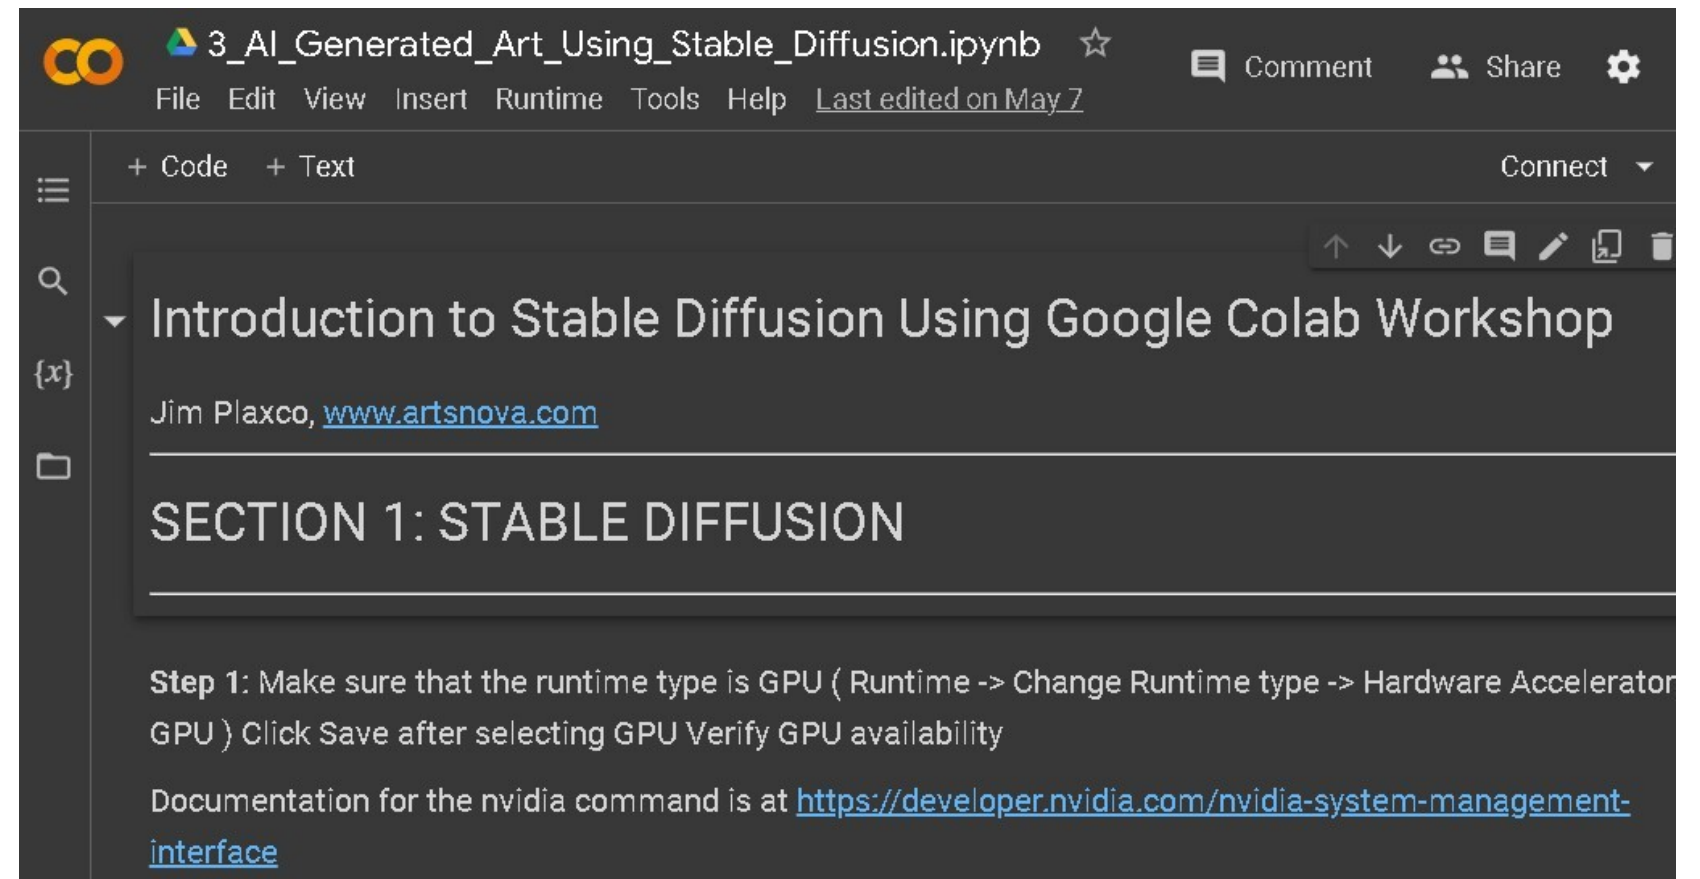 3_AI_Generated_Art_Using_Stable_Diffusion.ipynb
Comment
Share
File Edit View Insert Runtime Tools Help Last edited on May 7
+ Code + Text
Connect
Introduction to Stable Diffusion Using Google Colab Workshop
{x}
Jim Plaxco, www.artsnova.com
SECTION 1: STABLE DIFFUSION
Step 1: Make sure that the runtime type is GPU ( Runtime -> Change Runtime type -> Hardware Accelerator
GPU ) Click Save after selecting GPU Verify GPU availability
Documentation for the nvidia command is at https://developer.nvidia.com/nvidia-system-management-
interface